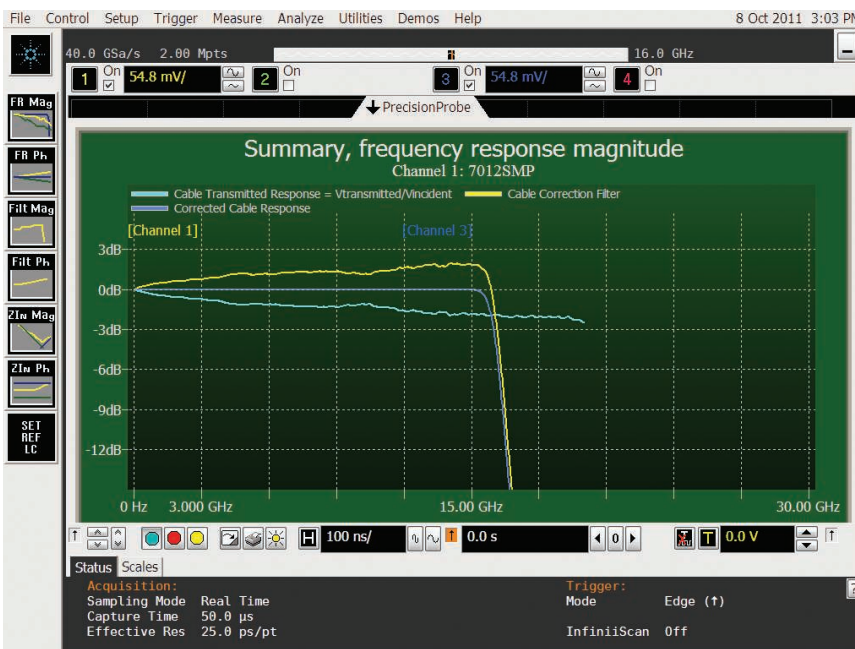 File Control Setup Trigger Measure Analyze Utilities Demos Help 8 Oct 2011 3:03 PM
40.0 GSa/s 2.00 Mpts 16.0 GHz
1 On 54.8 mV/ 2 On 3 On 54.8 mV/ 4 On
PrecisionProbe
FR Mag
FR Ph
Filt Mag
Filt Ph
ZIN Mag
ZIN Ph
SET
REF
LC
Summary, frequency response magnitude
Channel 1: 7012SMP
Cable Transmitted Response = Vtransmitted/Vincident Cable Correction Filter
Corrected Cable Response
[Channel 1] [Channel 3]
3dB
0dB
-3dB
-6dB
-9dB
-12dB
0 Hz 3.000 GHz 15.00 GHz 30.00 GHz
H 100 ns/ 0.0 s 0 T 0.0 V
Status Scales
Acquisition: Trigger:
Sampling Mode Real Time Mode Edge (↑)
Capture Time 50.0 µs
Effective Res 25.0 ps/pt InfiniiScan Off